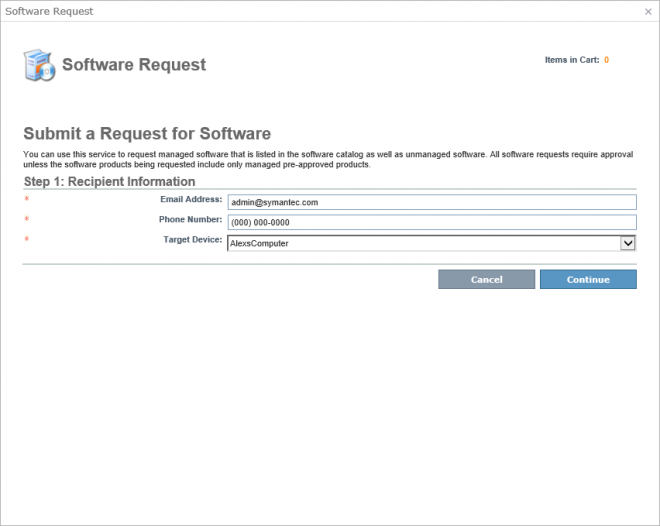 Software Request
Software Request
Items in Cart: 0
Submit a Request for Software
You can use this service to request managed software that is listed in the software catalog as well as unmanaged software. All software requests require approval
unless the software products being requested include only managed pre-approved products.
Step 1: Recipient Information
* Email Address: admin@symantec.com
* Phone Number: (000) 000-0000
* Target Device: AlexsComputer
Cancel Continue